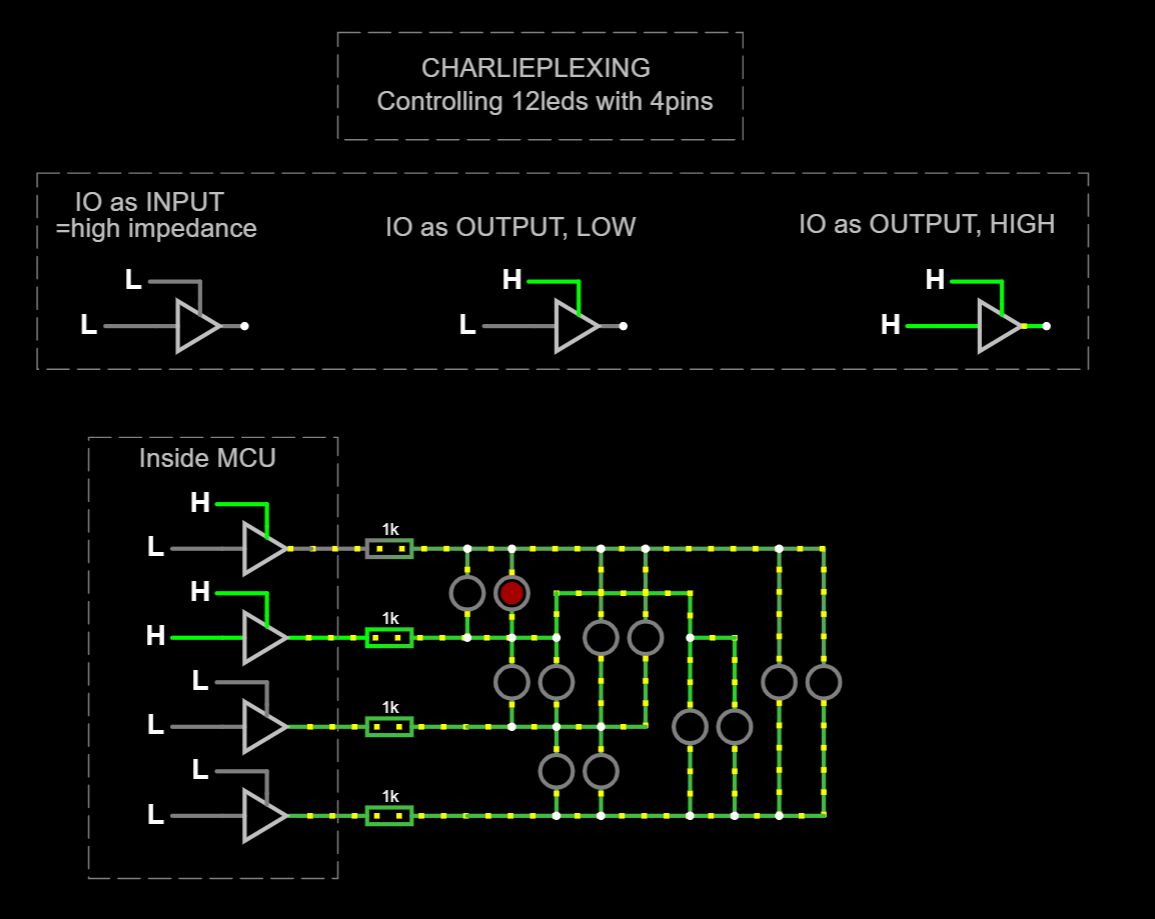 CHARLIEPLEXING
Controlling 12leds with 4pins
IO as INPUT
=high impedance
IO as OUTPUT, LOW
IO as OUTPUT, HIGH
L
H
H
L
L
H
Inside MCU
H
L
1k
H
H
1k
L
L
1k
L
L
1k